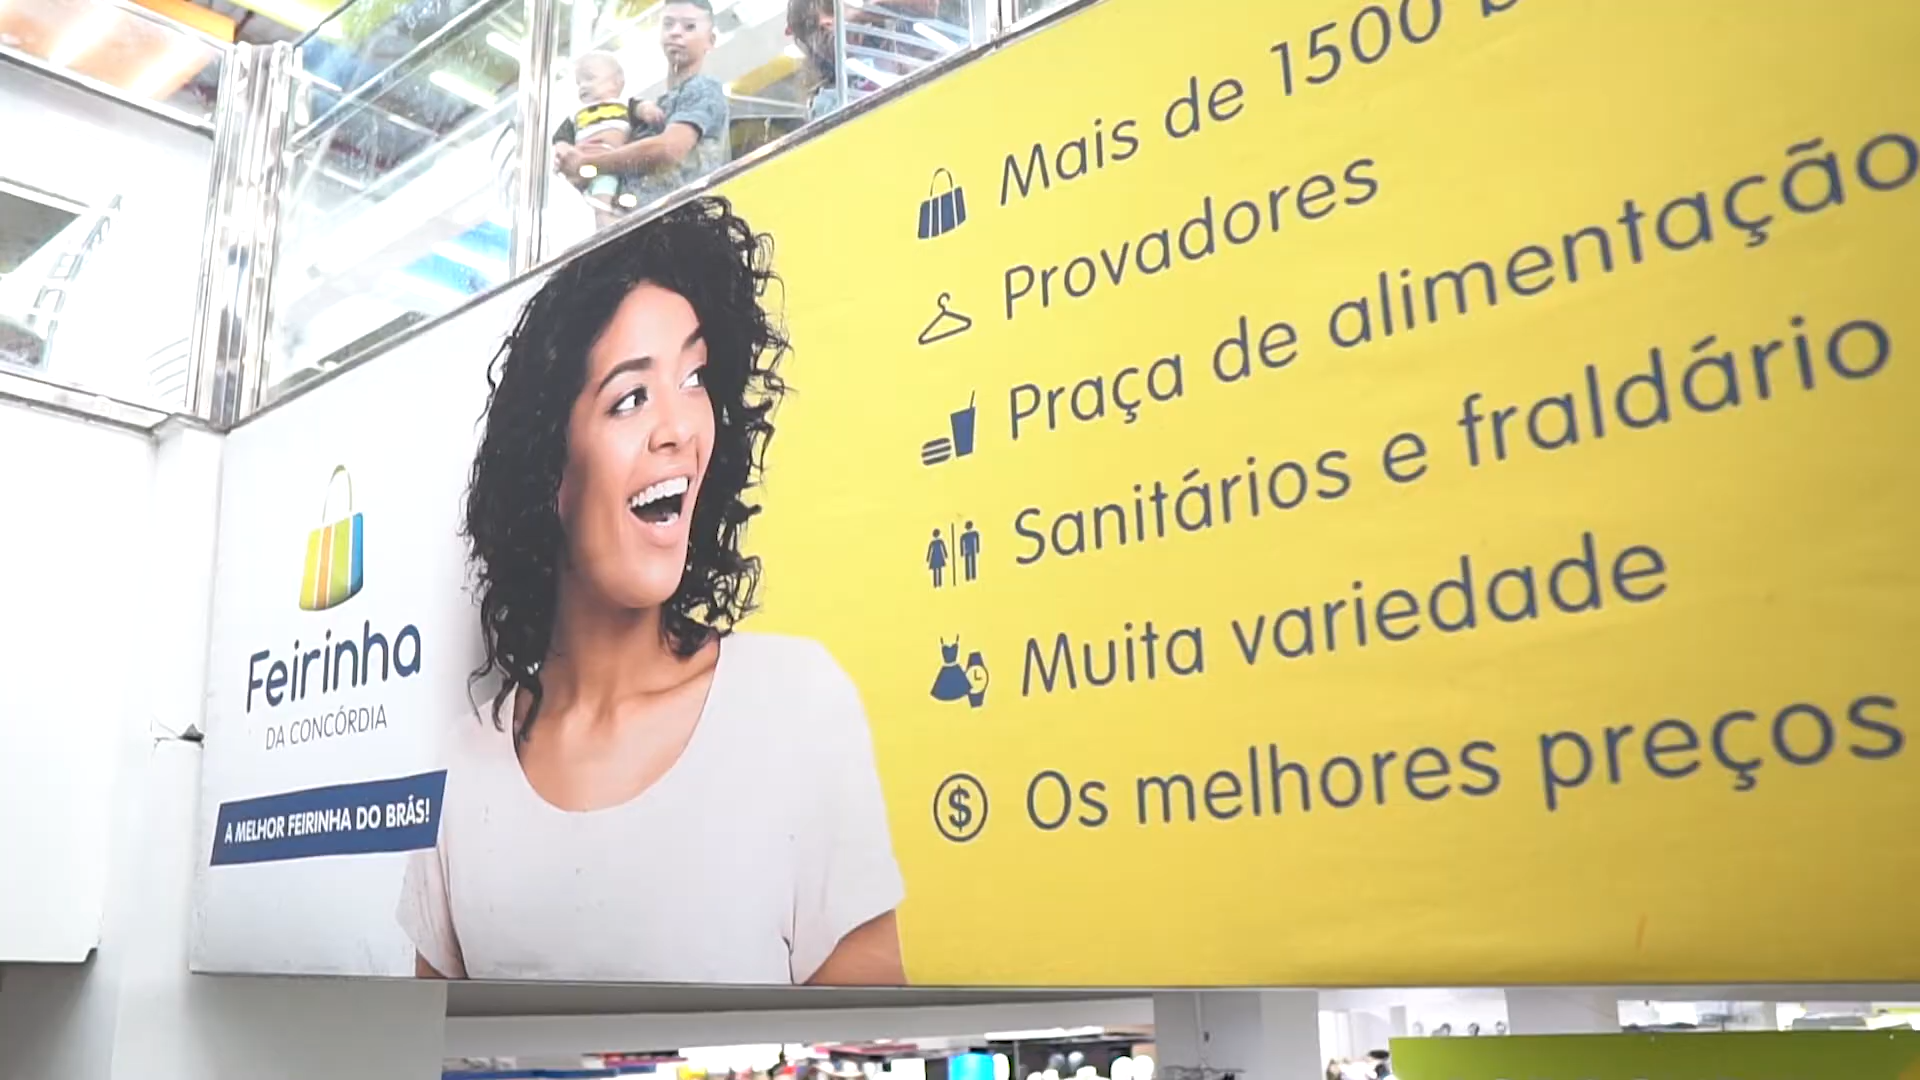 Feirinha
DA CONCÓRDIA
A MELHOR FEIRINHA DO BRÁS!
Mais de 1500
Provadores
Praça de alimentação
Sanitários e fraldário
Muita variedade
$ Os melhores preços